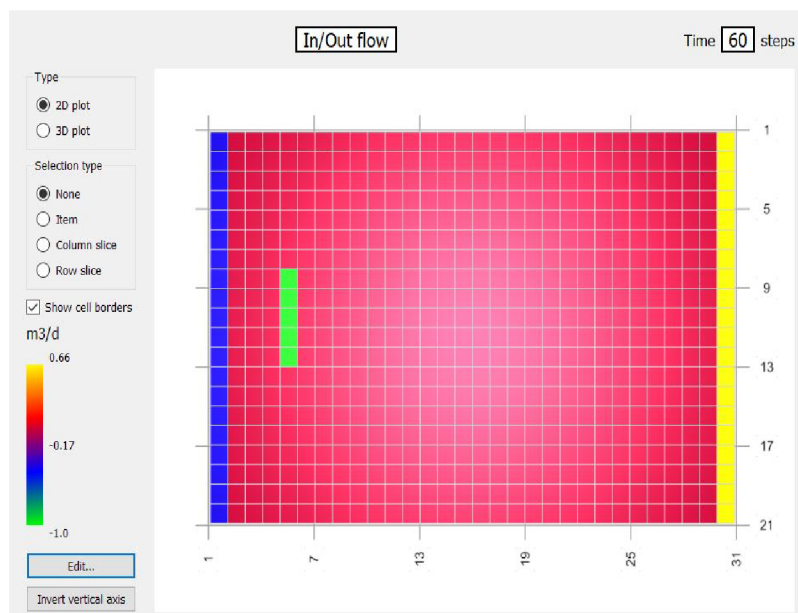 In/Out flow
Time 60 steps
Type
2D plot
3D plot
Selection type
None
Item
Column slice
Row slice
Show cell borders
m3/d
0.66
-0.17
-1.0
Edit...
Invert vertical axis
1
5
9
13
17
21
1
7
13
19
25
31